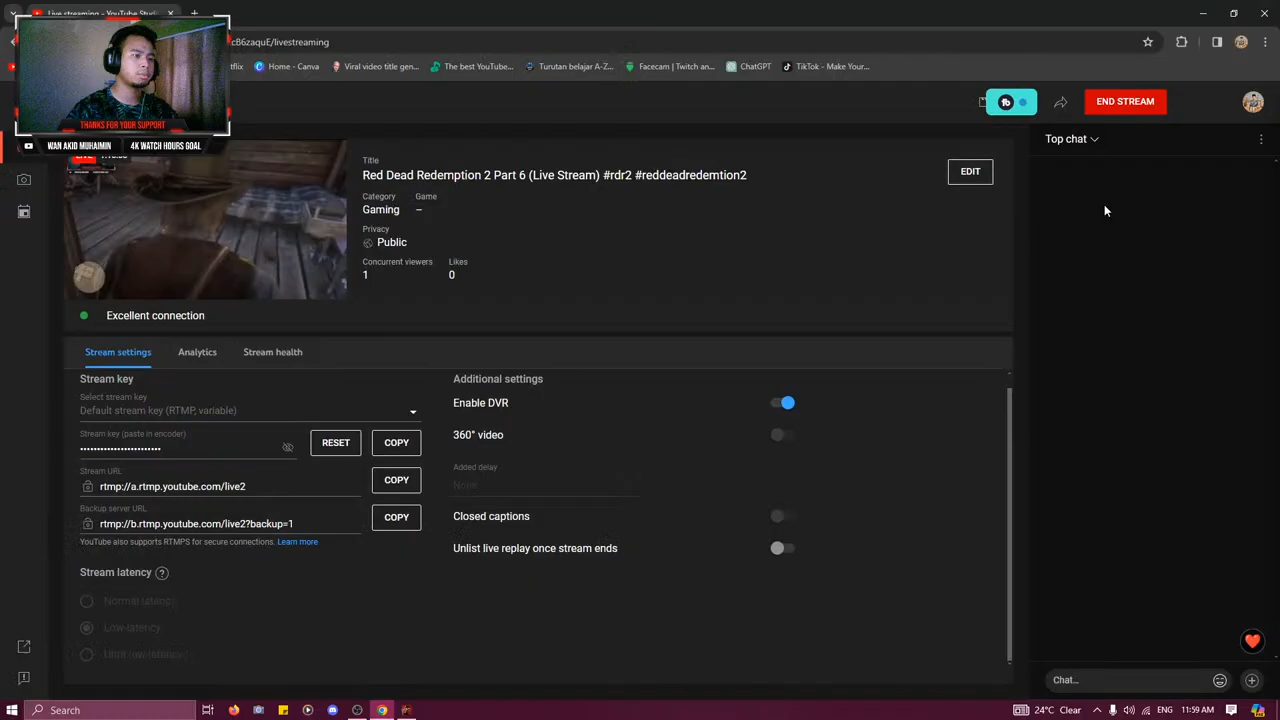 Live streaming - YouTube Studio
cB6zaquE/livestreaming
Home - Canva
Viral video title gen...
The best YouTube...
Turutan belajar A-Z...
Facecam | Twitch an...
ChatGPT
TikTok - Make Your...
THANKS FOR YOUR SUPPORT
WAN AKID MUHAIMIN
4K WATCH HOURS GOAL
END STREAM
Top chat
Title
Red Dead Redemption 2 Part 6 (Live Stream) #rdr2 #reddeadredemtion2
EDIT
Category
Game
Gaming
–
Privacy
Public
Concurrent viewers
Likes
1
0
Excellent connection
Stream settings
Analytics
Stream health
Stream key
Select stream key
Default stream key (RTMP, variable)
Stream key (paste in encoder)
RESET
COPY
Stream URL
rtmp://a.rtmp.youtube.com/live2
COPY
Backup server URL
rtmp://b.rtmp.youtube.com/live2?backup=1
COPY
YouTube also supports RTMPS for secure connections. Learn more
Stream latency
Normal latency
Low-latency
Additional settings
Enable DVR
360° video
Added delay
None
Closed captions
Unlist live replay once stream ends
Chat...
Search
24°C Clear
ENG
11:59 AM